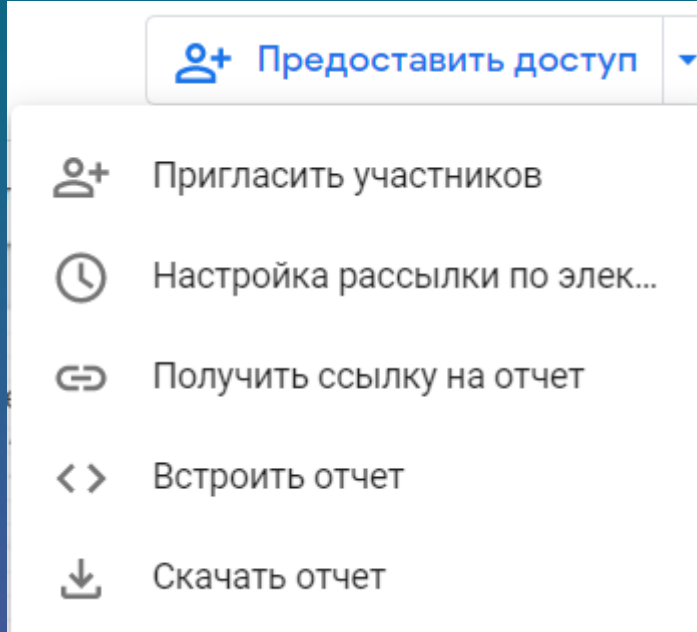 Предоставить доступ
Пригласить участников
Настройка рассылки по элек...
Получить ссылку на отчет
Встроить отчет
Скачать отчет